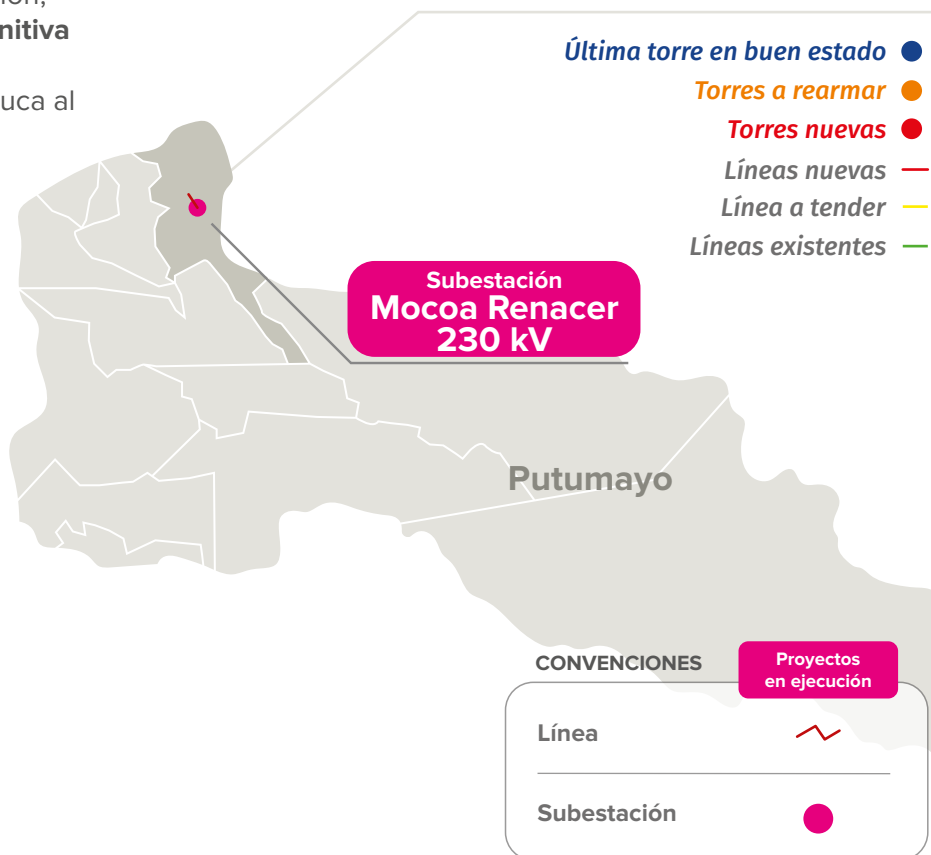 nitiva
Última torre en buen estado
Torres a rearmar
Torres nuevas
Líneas nuevas
Línea a tender
Líneas existentes
uca al
Subestación
Mocoa Renacer
230 kV
Putumayo
CONVENCIONES
Proyectos
en ejecución
Línea
Subestación